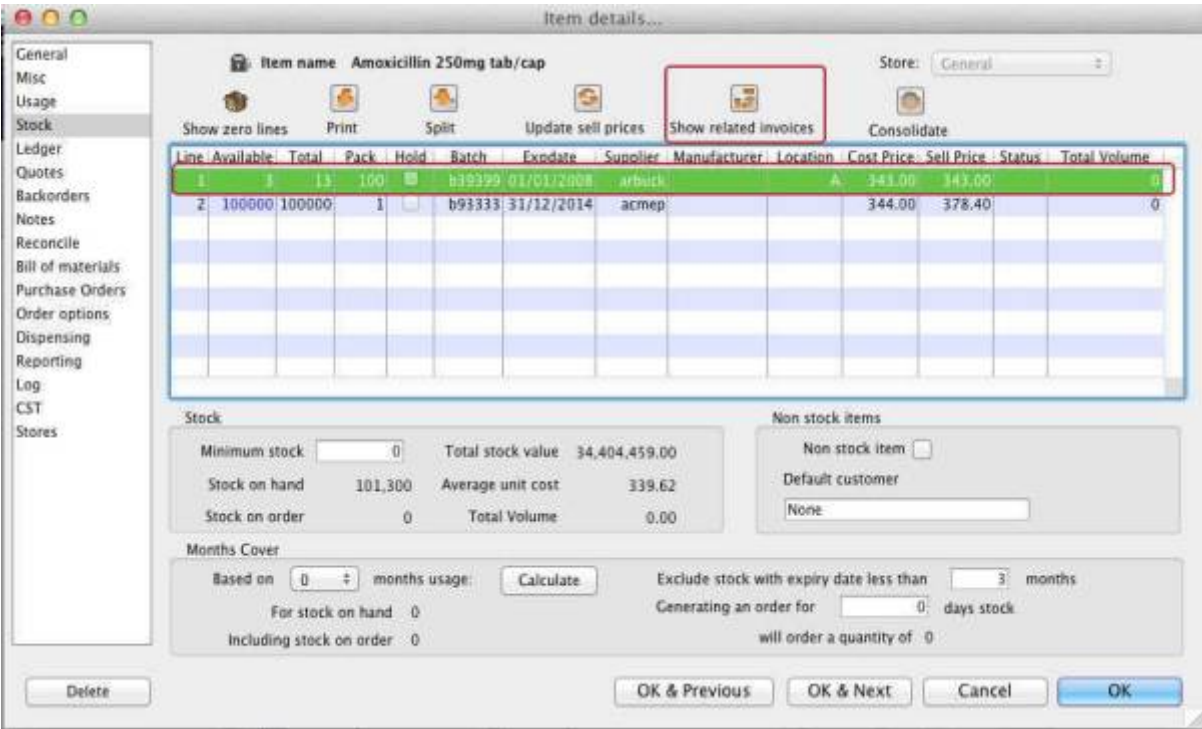 Item details...
General
Misc
Usage
Stock
Ledger
Quotes
Backorders
Notes
Reconcile
Bill of materials
Purchase Orders
Order options
Dispensing
Reporting
Log
CST
Stores
Item name Amoxicillin 250mg tab/cap
Store: General
Show zero lines Print Split Update sell prices Show related invoices Consolidate
Line Available Total Pack Hold Batch Expdate Supplier Manufacturer Location Cost Price Sell Price Status Total Volume
1 3 13 100 b39399 01/01/2008 arbuck A 343.00 343.00 0
2 100000 100000 1 b93333 31/12/2014 acmep 344.00 378.40 0
Stock
Minimum stock 0 Total stock value 34,404,459.00
Stock on hand 101,300 Average unit cost 339.62
Stock on order 0 Total Volume 0.00
Non stock items
Non stock item
Default customer
None
Months Cover
Based on 0 months usage: Calculate
For stock on hand 0
Including stock on order 0
Exclude stock with expiry date less than 3 months
Generating an order for 0 days stock
will order a quantity of 0
Delete OK & Previous OK & Next Cancel OK